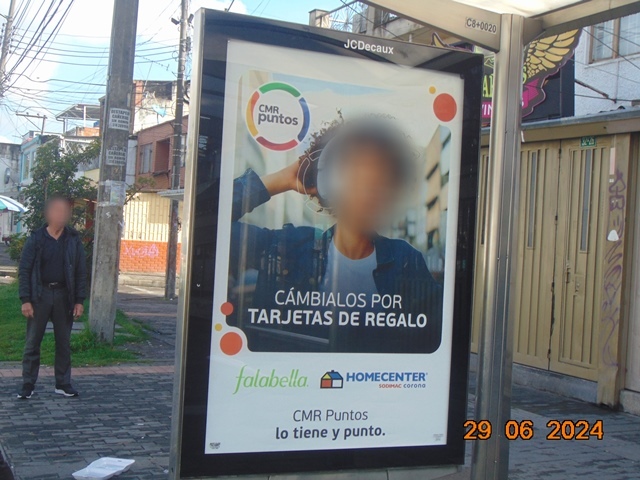 JCDecaux
C8+0020
CMR
puntos
CÁMBIALOS POR
TARJETAS DE REGALO
falabella.
HOMECENTER
SODIMAC corona
CMR Puntos
lo tiene y punto.
29 06 2024